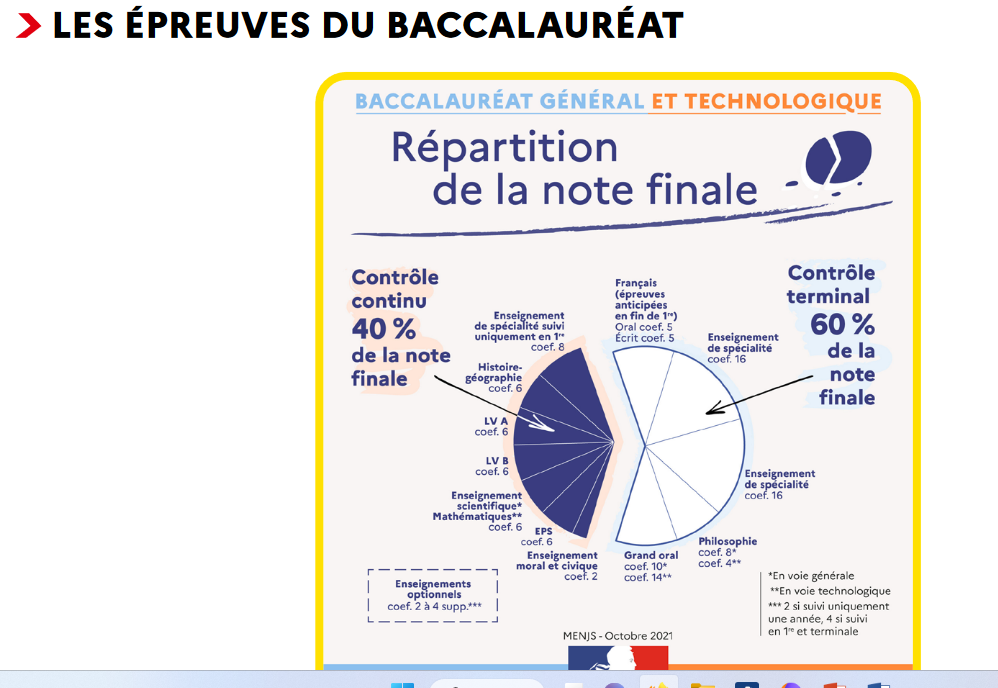 LES ÉPREUVES DU BACCALAURÉAT
BACCALAURÉAT GÉNÉRAL ET TECHNOLOGIQUE
Répartition
de la note finale
Contrôle
continu
40 %
de la note
finale
Enseignement
de spécialité suivi
uniquement en 1re
coef. 8
Histoire-
géographie
coef. 6
LV A
coef. 6
LV B
coef. 6
Enseignement
scientifique*
Mathématiques**
coef. 6
EPS
coef. 6
Enseignement
moral et civique
coef. 2
Français
(épreuves
anticipées
en fin de 1re)
Oral coef. 5
Écrit coef. 5
Enseignement
de spécialité
coef. 16
Contrôle
terminal
60 %
de la
note
finale
Enseignement
de spécialité
coef. 16
Philosophie
coef. 8*
coef. 4**
Grand oral
coef. 10*
coef. 14**
Enseignements
optionnels
coef. 2 à 4 supp.***
*En voie générale
**En voie technologique
*** 2 si suivi uniquement
une année, 4 si suivi
en 1re et terminale
MENJS - Octobre 2021